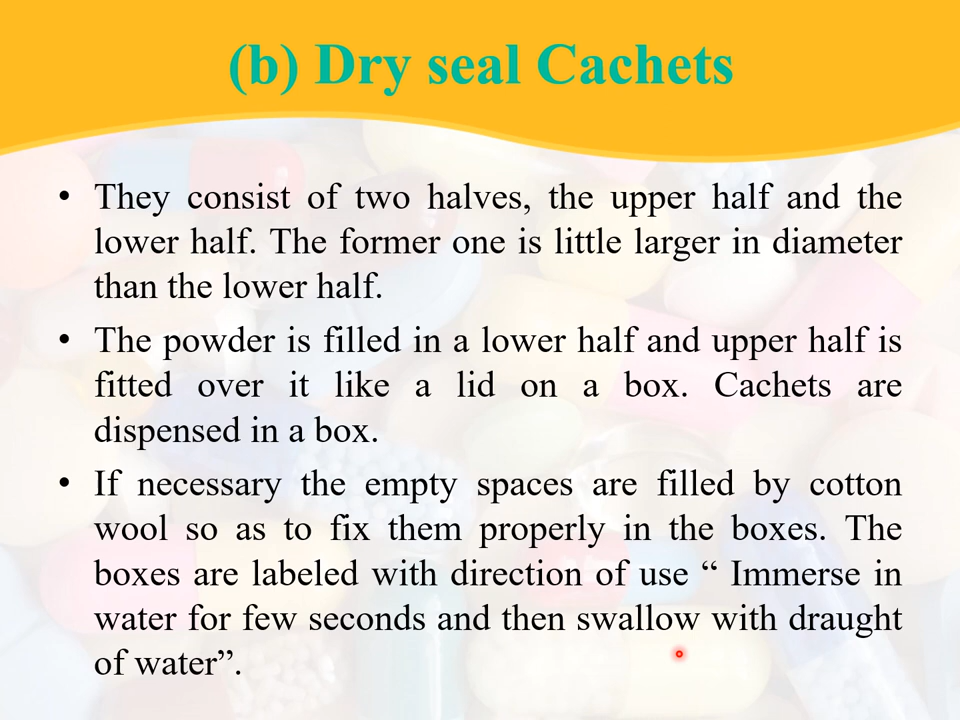 (b) Dry seal Cachets
• They consist of two halves, the upper half and the
lower half. The former one is little larger in diameter
than the lower half.
• The powder is filled in a lower half and upper half is
fitted over it like a lid on a box. Cachets are
dispensed in a box.
• If necessary the empty spaces are filled by cotton
wool so as to fix them properly in the boxes. The
boxes are labeled with direction of use “ Immerse in
water for few seconds and then swallow with draught
of water”.